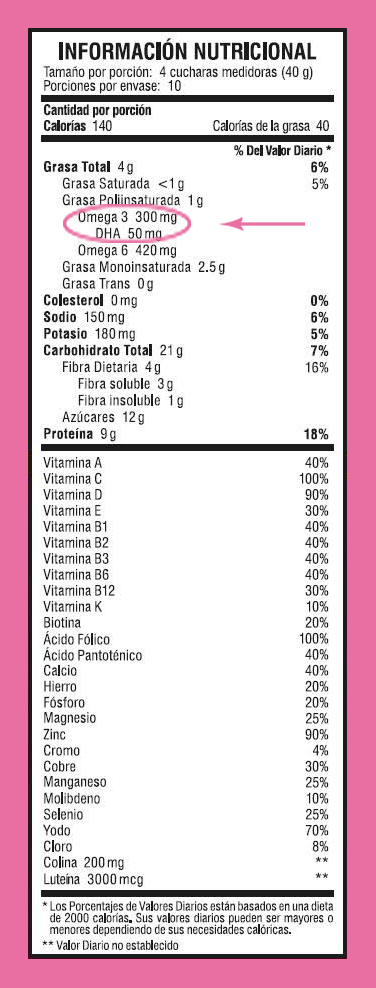 INFORMACIÓN NUTRICIONAL
Tamaño por porción: 4 cucharas medidoras (40 g)
Porciones por envase: 10
Cantidad por porción
Calorías 140 Calorías de la grasa 40
% Del Valor Diario *
Grasa Total 4 g 6%
Grasa Saturada <1 g 5%
Grasa Poliinsaturada 1 g
Omega 3 300 mg
DHA 50 mg
Omega 6 420 mg
Grasa Monoinsaturada 2.5 g
Grasa Trans 0 g
Colesterol 0 mg 0%
Sodio 150 mg 6%
Potasio 180 mg 5%
Carbohidrato Total 21 g 7%
Fibra Dietaria 4 g 16%
Fibra soluble 3 g
Fibra insoluble 1 g
Azúcares 12 g
Proteína 9 g 18%
Vitamina A 40%
Vitamina C 100%
Vitamina D 90%
Vitamina E 30%
Vitamina B1 40%
Vitamina B2 40%
Vitamina B3 40%
Vitamina B6 40%
Vitamina B12 30%
Vitamina K 10%
Biotina 20%
Ácido Fólico 100%
Ácido Pantoténico 40%
Calcio 40%
Hierro 20%
Fósforo 20%
Magnesio 25%
Zinc 90%
Cromo 4%
Cobre 30%
Manganeso 25%
Molibdeno 10%
Selenio 25%
Yodo 70%
Cloro 8%
Colina 200 mg **
Luteína 3000 mcg **
* Los Porcentajes de Valores Diarios están basados en una dieta
de 2000 calorías. Sus valores diarios pueden ser mayores o
menores dependiendo de sus necesidades calóricas.
** Valor Diario no establecido